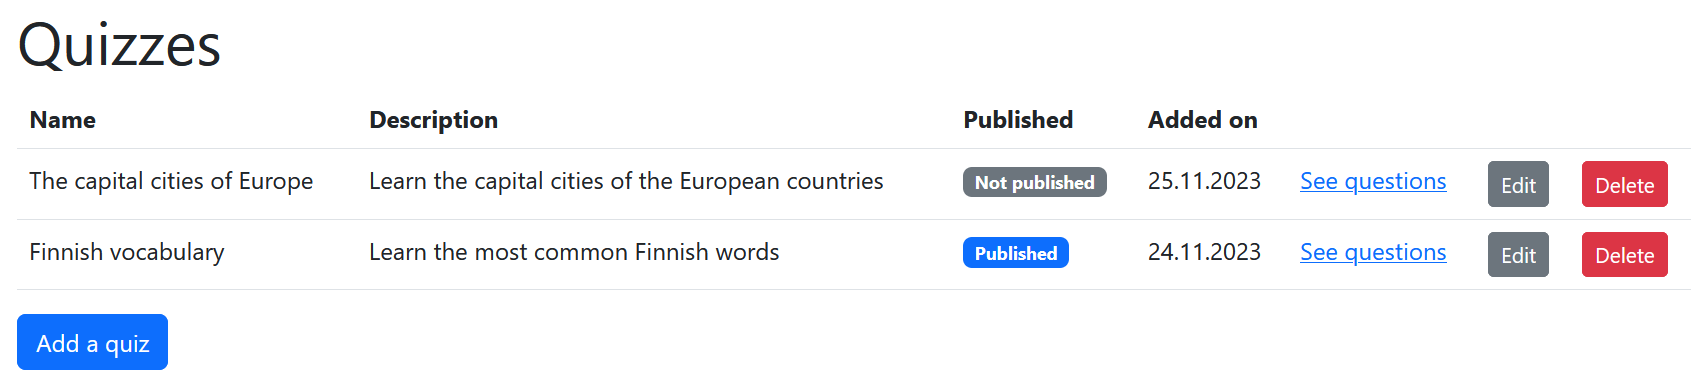 Quizzes
Name Description Published Added on
The capital cities of Europe Learn the capital cities of the European countries Not published 25.11.2023 See questions Edit Delete
Finnish vocabulary Learn the most common Finnish words Published 24.11.2023 See questions Edit Delete
Add a quiz